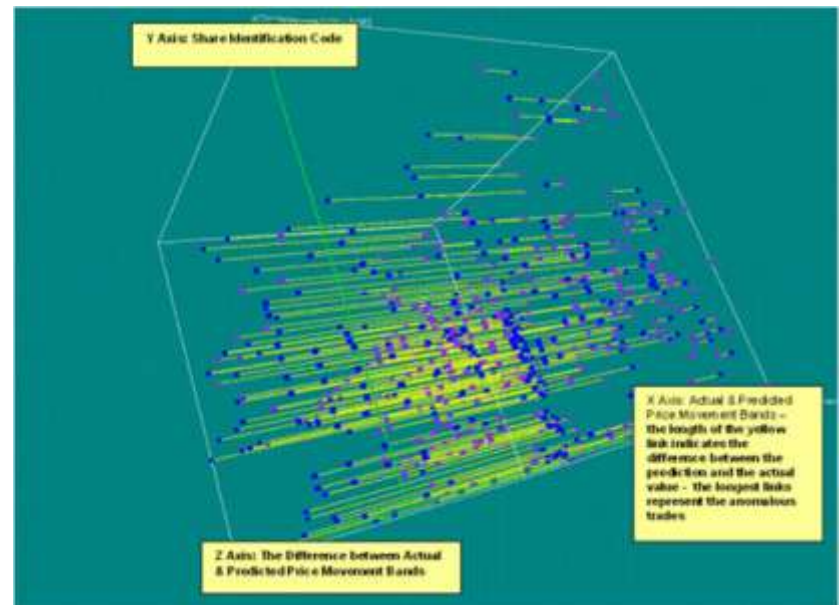 Y Axis: Share Identification Code
X Axis: Actual & Predicted
Price Movement Bands –
the length of the yellow
link indicates the
difference between the
prediction and the actual
value - the longest links
represent the anomalous
trades
Z Axis: The Difference between Actual
& Predicted Price Movement Bands